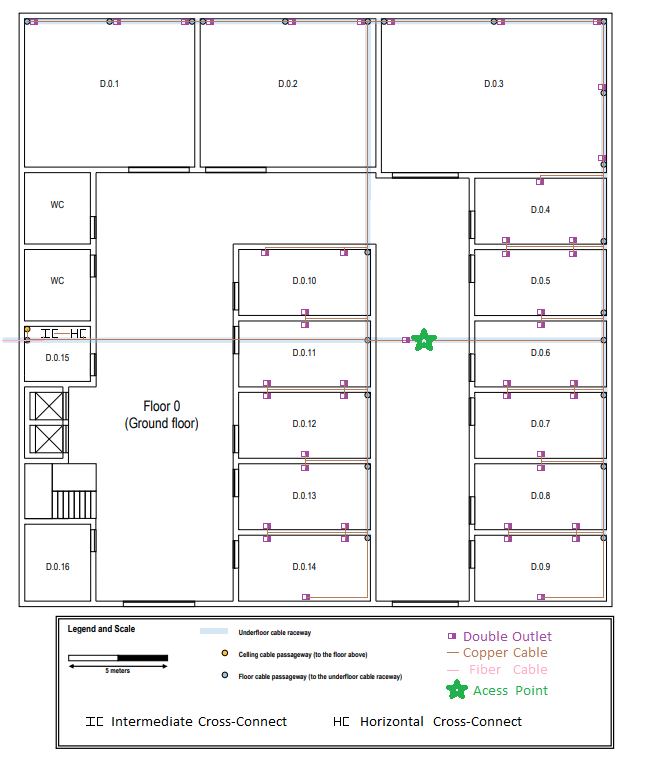 D.0.1
D.0.2
D.0.3
WC
D.0.4
WC
D.0.10
D.0.5
IC HC
D.0.15
D.0.11
D.0.6
Floor 0
(Ground floor)
D.0.12
D.0.7
D.0.13
D.0.8
D.0.16
D.0.14
D.0.9
Legend and Scale
5 meters
Underfloor cable raceway
Celling cable passageway (to the floor above)
Floor cable passageway (to the underfloor cable raceway)
Double Outlet
Copper Cable
Fiber Cable
Acess Point
IC Intermediate Cross-Connect
HC Horizontal Cross-Connect